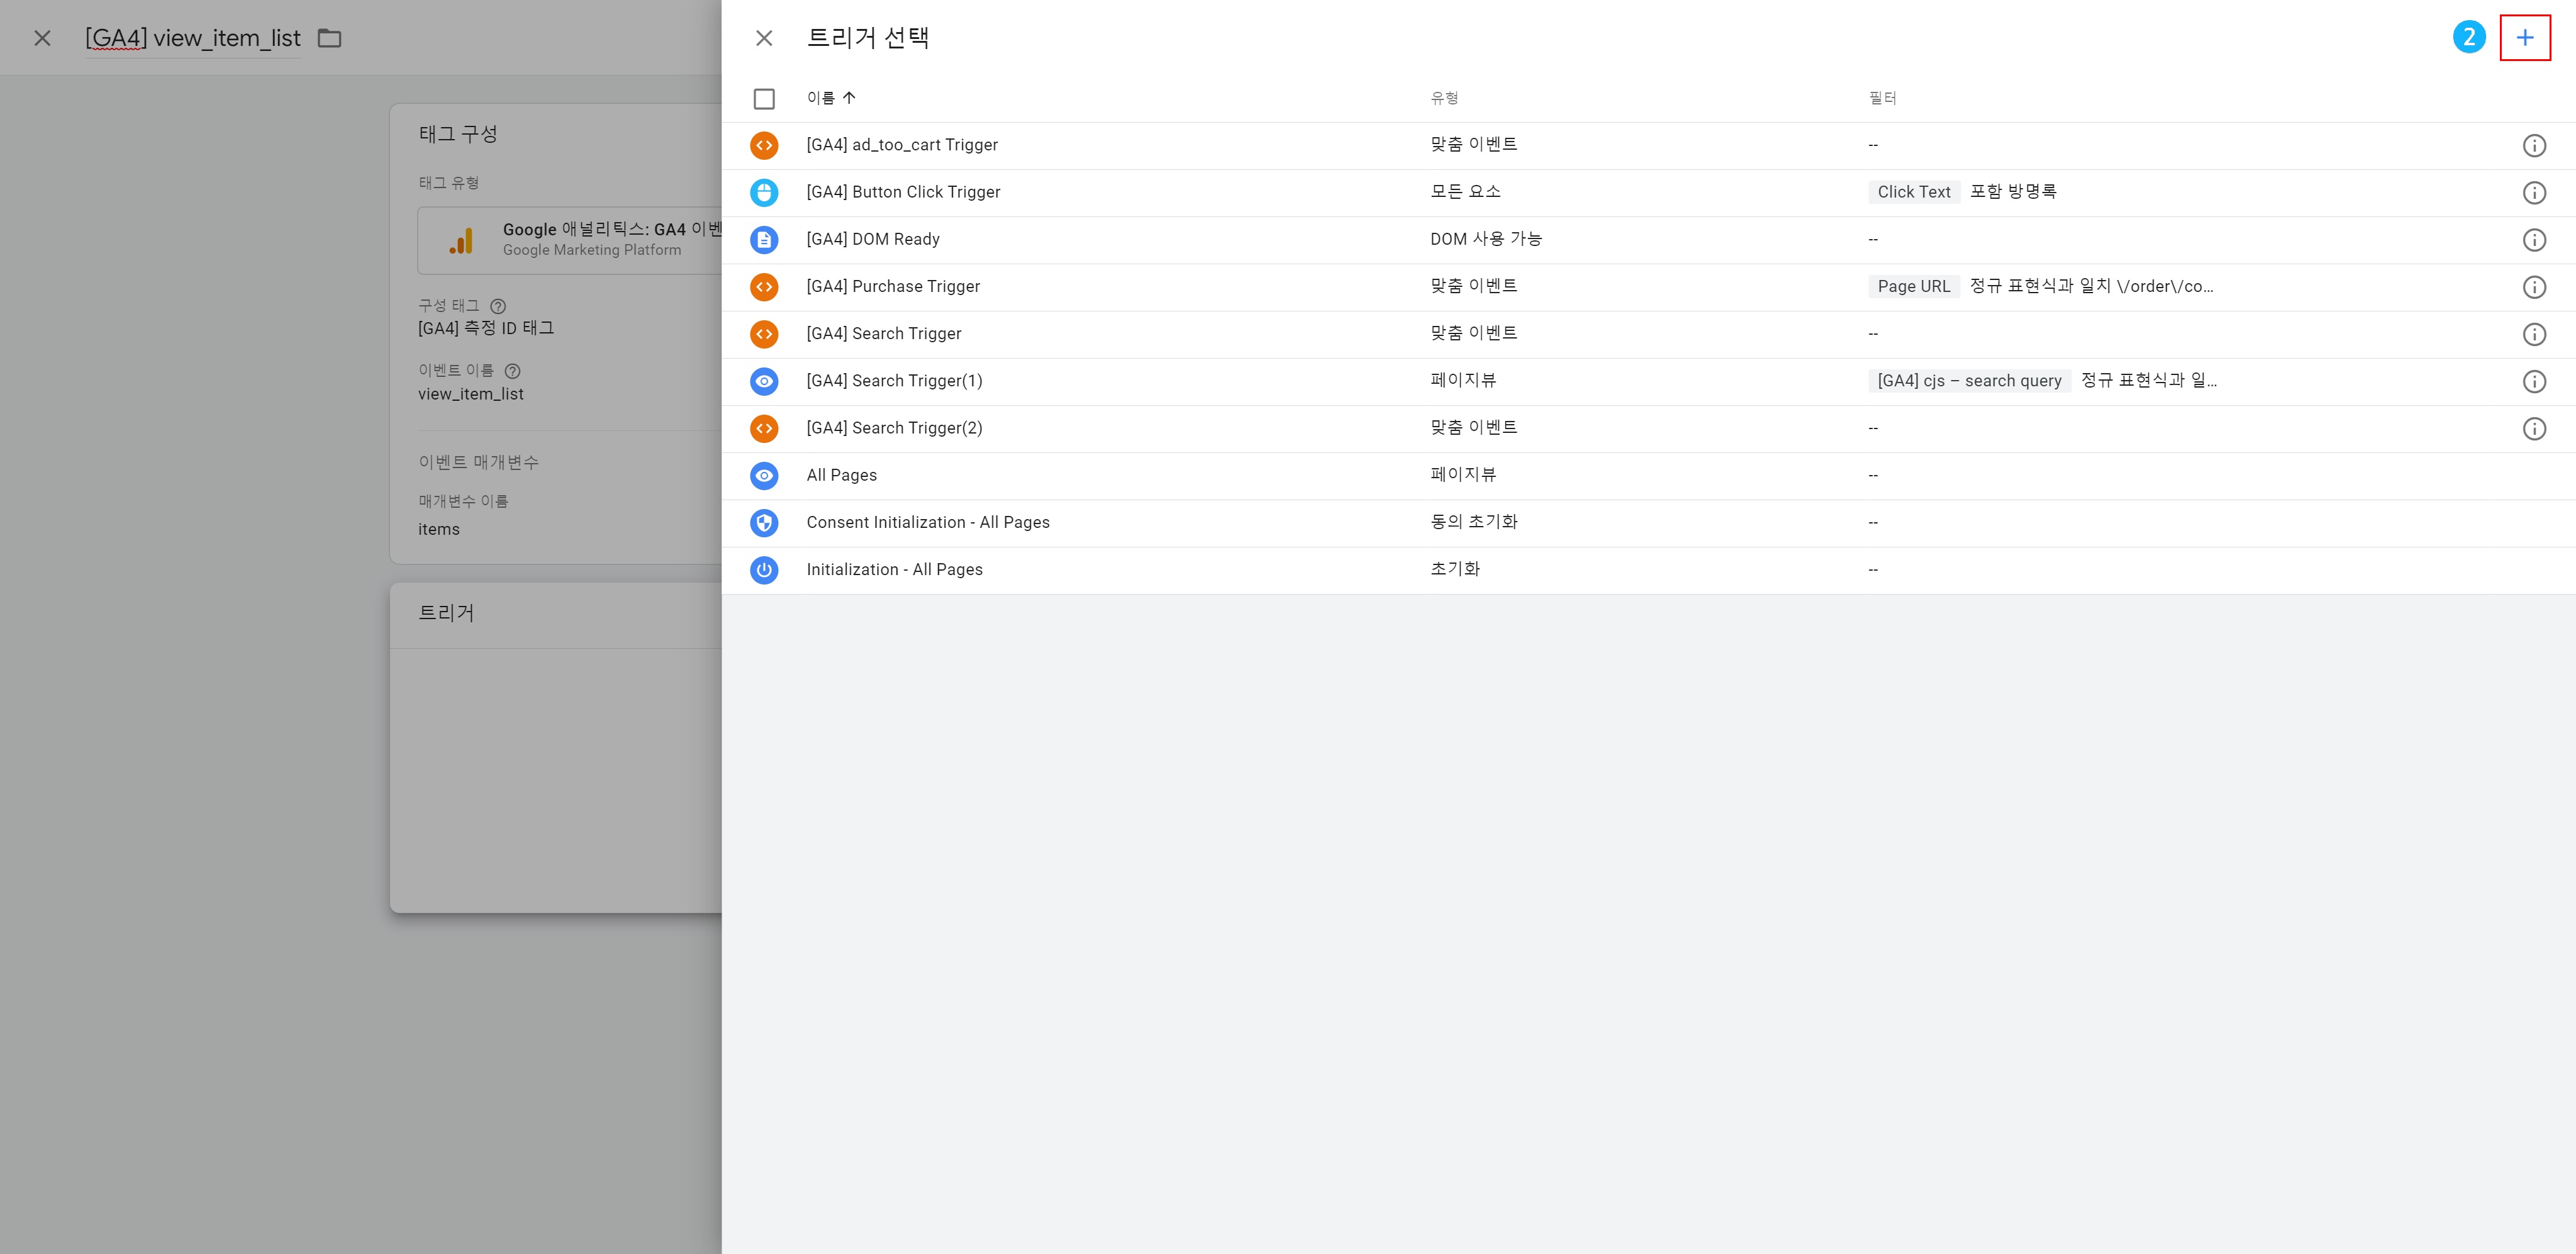 [GA4] view_item_list
태그 구성
태그 유형
Google 애널리틱스: GA4 이벤
Google Marketing Platform
구성 태그
[GA4] 측정 ID 태그
이벤트 이름
view_item_list
이벤트 매개변수
매개변수 이름
items
트리거
트리거 선택
2
이름 유형 필터
[GA4] ad_too_cart Trigger 맞춤 이벤트 --
[GA4] Button Click Trigger 모든 요소 Click Text 포함 방명록
[GA4] DOM Ready DOM 사용 가능 --
[GA4] Purchase Trigger 맞춤 이벤트 Page URL 정규 표현식과 일치 \/order\/co...
[GA4] Search Trigger 맞춤 이벤트 --
[GA4] Search Trigger(1) 페이지뷰 [GA4] cjs – search query 정규 표현식과 일...
[GA4] Search Trigger(2) 맞춤 이벤트 --
All Pages 페이지뷰 --
Consent Initialization - All Pages 동의 초기화 --
Initialization - All Pages 초기화 --